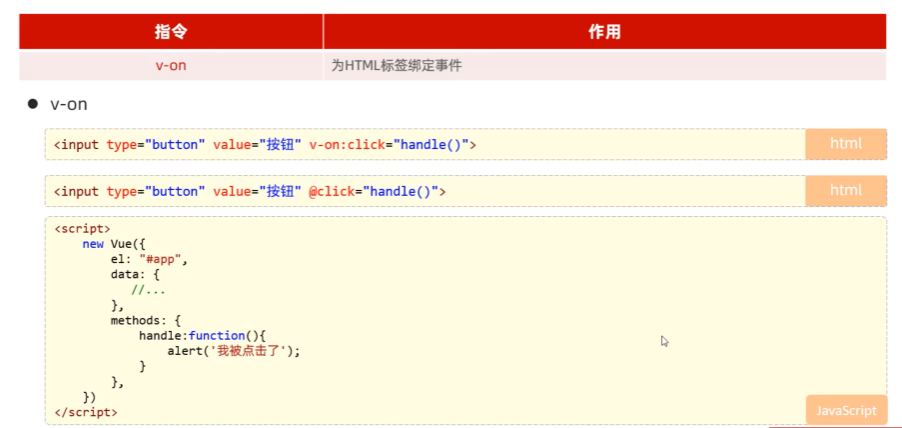 指令 作用
v-on 为HTML标签绑定事件
● v-on
<input type="button" value="按钮" v-on:click="handle()"> html
<input type="button" value="按钮" @click="handle()"> html
<script>
    new Vue({
        el: "#app",
        data: {
           //...
        },
        methods: {
            handle:function(){
                alert('我被点击了');
            }
        },
    })
</script>
JavaScript